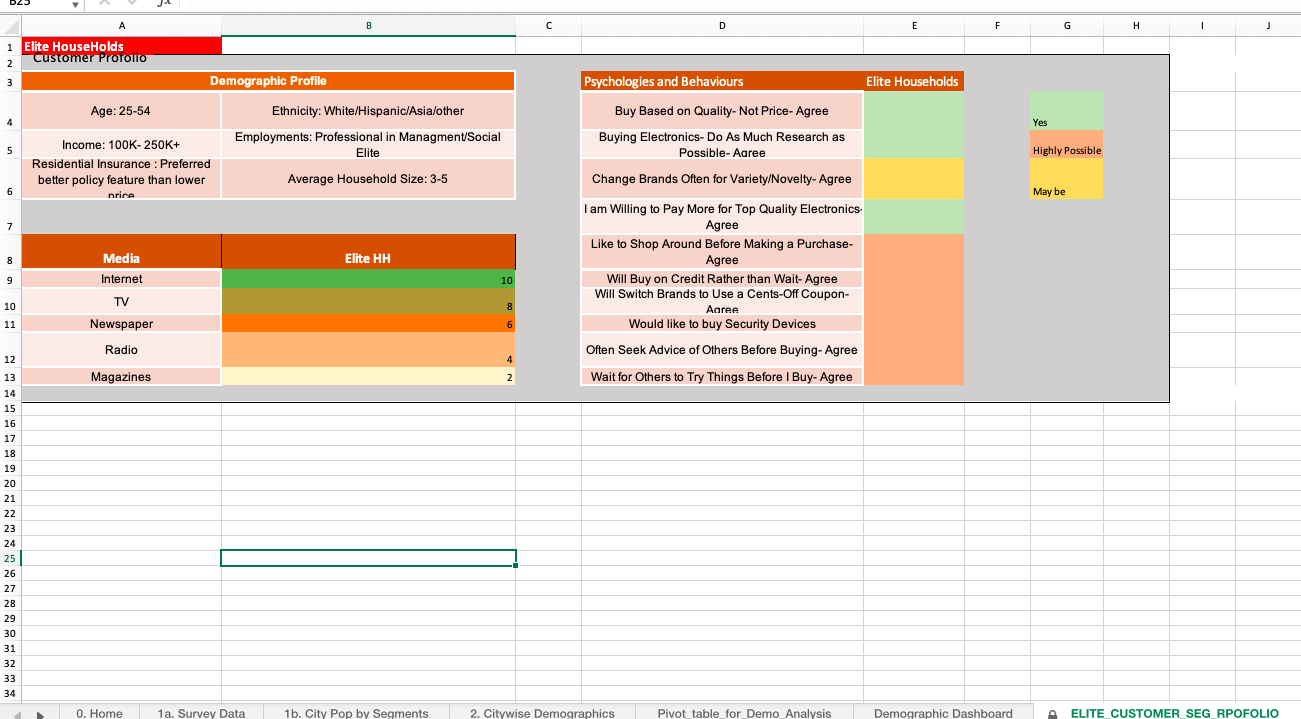 B25
fx
A B C D E F G H I J
1 Elite HouseHolds
2 Customer Profolio
3 Demographic Profile Psychologies and Behaviours Elite Households
4 Age: 25-54 Ethnicity: White/Hispanic/Asia/other Buy Based on Quality- Not Price- Agree Yes
5 Income: 100K- 250K+ Employments: Professional in Managment/Social
Elite Buying Electronics- Do As Much Research as
Possible- Agree Highly Possible
6 Residential Insurance : Preferred
better policy feature than lower
price Average Household Size: 3-5 Change Brands Often for Variety/Novelty- Agree May be
7 I am Willing to Pay More for Top Quality Electronics-
Agree
8 Media Elite HH Like to Shop Around Before Making a Purchase-
Agree
9 Internet 10 Will Buy on Credit Rather than Wait- Agree
10 TV 8 Will Switch Brands to Use a Cents-Off Coupon-
Agree
11 Newspaper 6 Would like to buy Security Devices
12 Radio 4 Often Seek Advice of Others Before Buying- Agree
13 Magazines 2 Wait for Others to Try Things Before I Buy- Agree
14
15
16
17
18
19
20
21
22
23
24
25
26
27
28
29
30
31
32
33
34
0. Home 1a. Survey Data 1b. City Pop by Segments 2. Citywise Demographics Pivot_table_for_Demo_Analysis Demographic Dashboard ELITE_CUSTOMER_SEG_RPOFOLIO